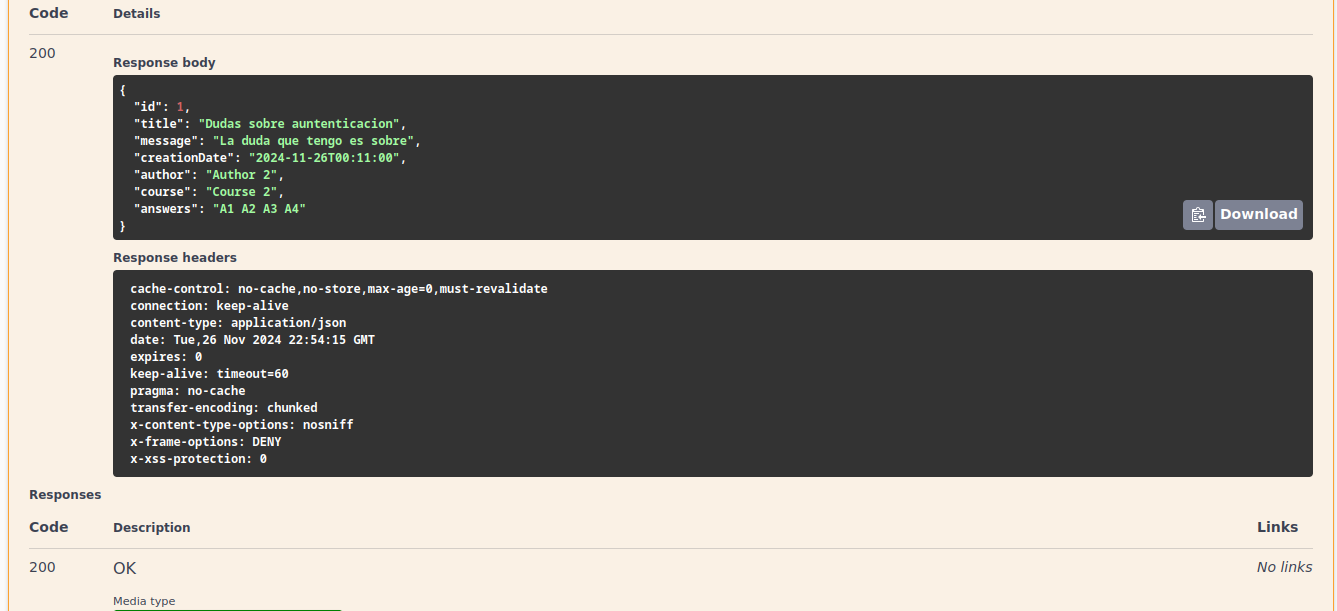 Code Details
200
Response body
{
"id": 1,
"title": "Dudas sobre auntenticacion",
"message": "La duda que tengo es sobre",
"creationDate": "2024-11-26T00:11:00",
"author": "Author 2",
"course": "Course 2",
"answers": "A1 A2 A3 A4"
}
Download
Response headers
cache-control: no-cache,no-store,max-age=0,must-revalidate
connection: keep-alive
content-type: application/json
date: Tue,26 Nov 2024 22:54:15 GMT
expires: 0
keep-alive: timeout=60
pragma: no-cache
transfer-encoding: chunked
x-content-type-options: nosniff
x-frame-options: DENY
x-xss-protection: 0
Responses
Code Description Links
200 OK No links
Media type